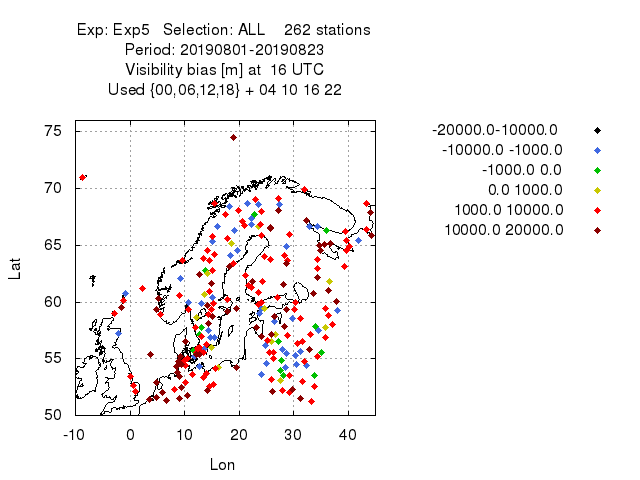 Exp: Exp5 Selection: ALL 262 stations
Period: 20190801-20190823
Visibility bias [m] at 16 UTC
Used {00,06,12,18} + 04 10 16 22
-20000.0-10000.0
-10000.0 -1000.0
-1000.0 0.0
0.0 1000.0
1000.0 10000.0
10000.0 20000.0
75
70
65
60
55
50
Lat
-10 0 10 20 30 40
Lon